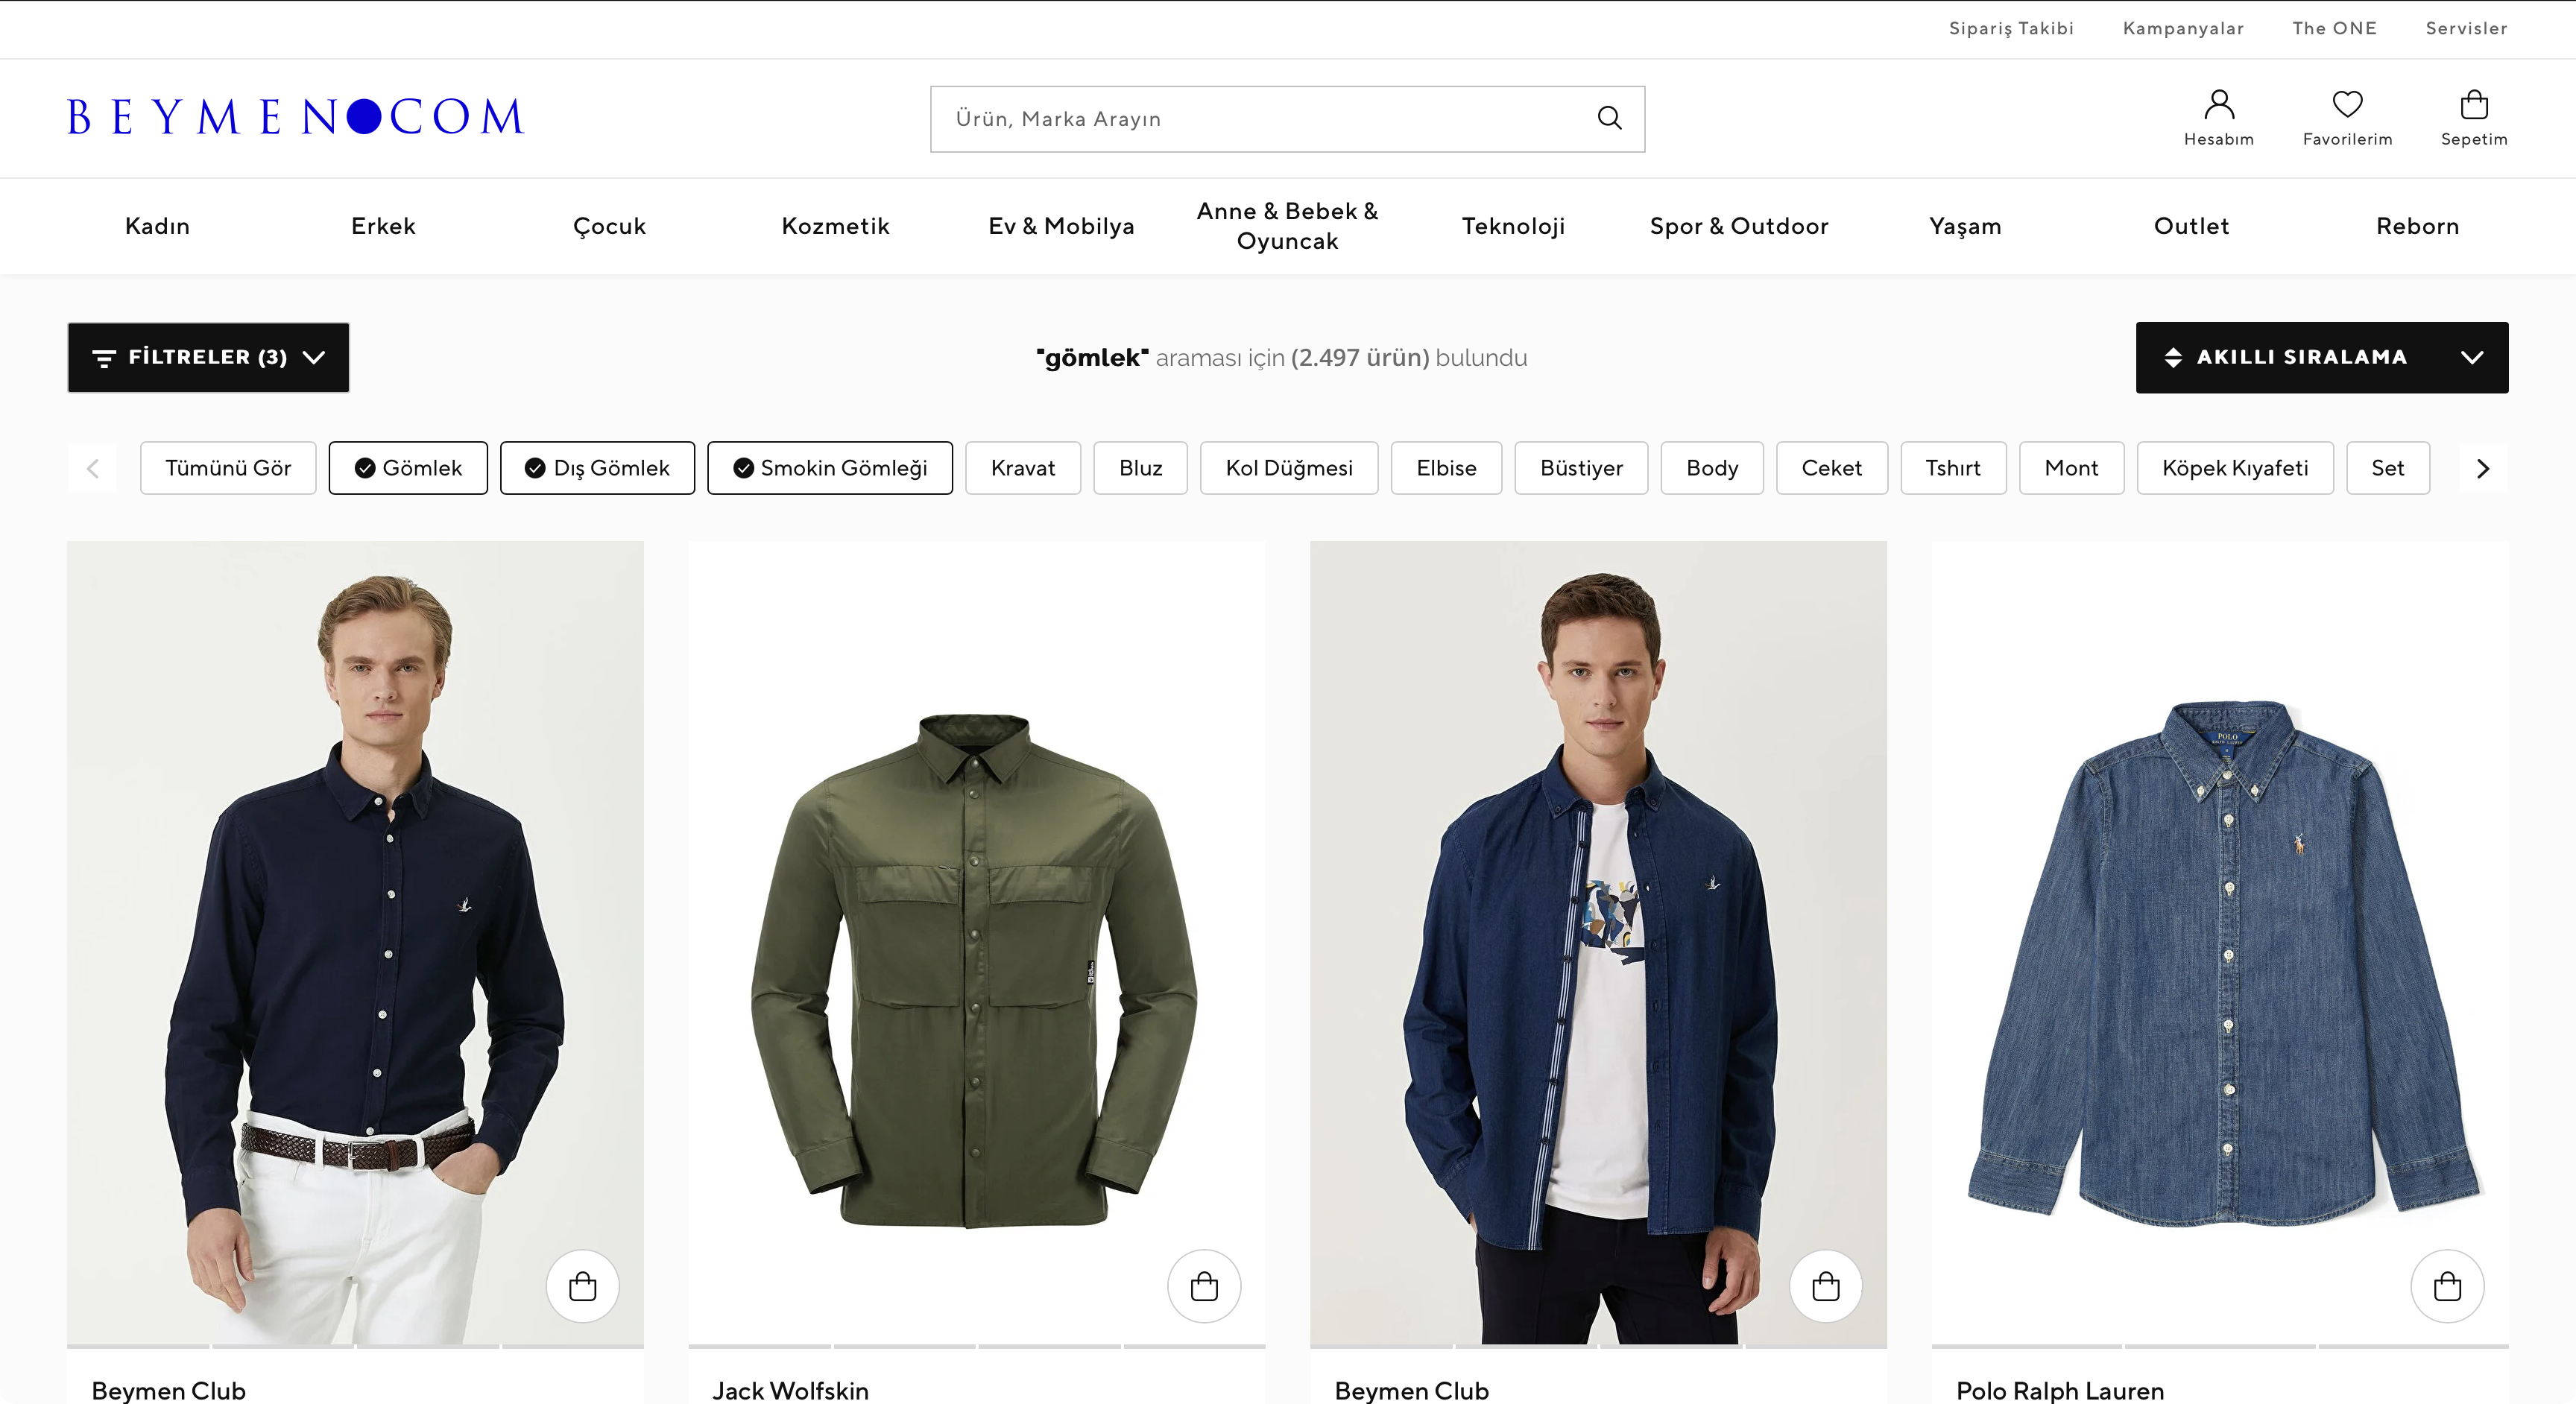 Sipariş Takibi Kampanyalar The ONE Servisler
BEYMEN COM
Ürün, Marka Arayın
Hesabım Favorilerim Sepetim
Kadın Erkek Çocuk Kozmetik Ev & Mobilya Anne & Bebek & Oyuncak Teknoloji Spor & Outdoor Yaşam Outlet Reborn
FİLTRELER (3)
"gömlek" araması için (2.497 ürün) bulundu
AKILLI SIRALAMA
Tümünü Gör Gömlek Dış Gömlek Smokin Gömleği Kravat Bluz Kol Düğmesi Elbise Büstiyer Body Ceket Tshirt Mont Köpek Kıyafeti Set
POLO
Beymen Club Jack Wolfskin Beymen Club Polo Ralph Lauren